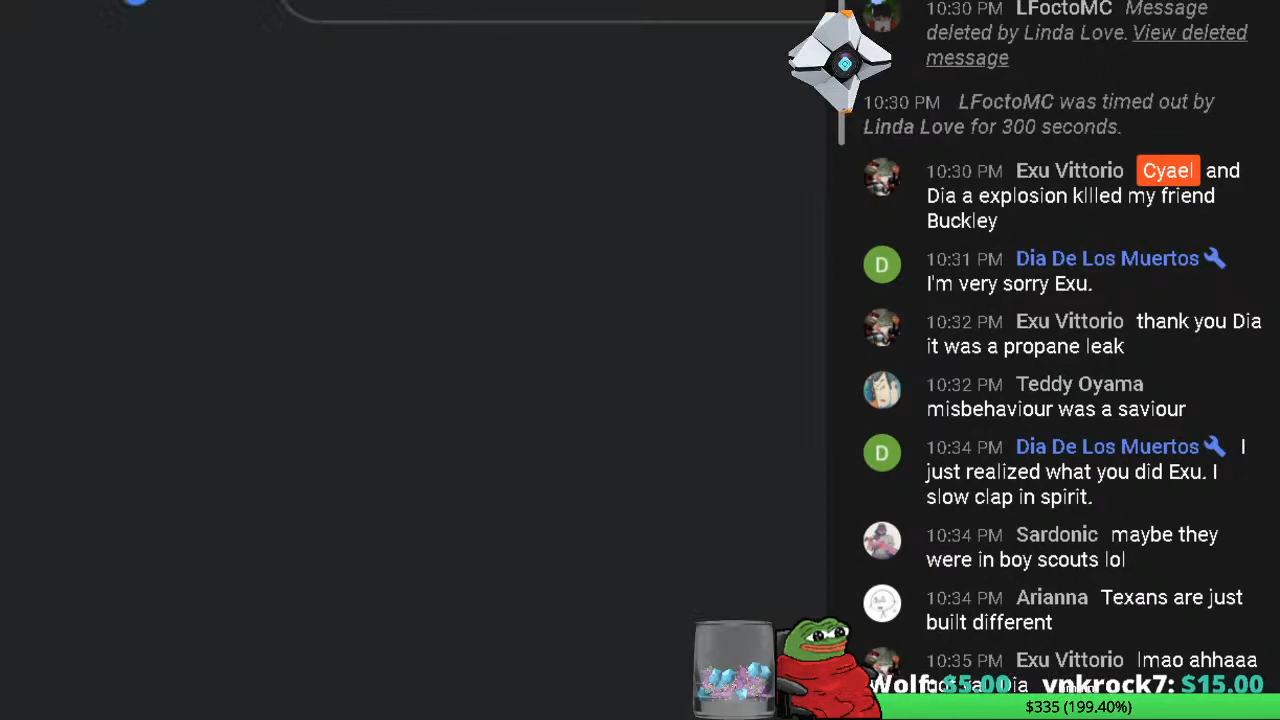 10:30 PM LFoctoMC Message
deleted by Linda Love. View deleted
message
10:30 PM LFoctoMC was timed out by
Linda Love for 300 seconds.
10:30 PM Exu Vittorio Cyael and
Dia a explosion kIlled my friend
Buckley
D
10:31 PM Dia De Los Muertos
I'm very sorry Exu.
10:32 PM Exu Vittorio thank you Dia
it was a propane leak
10:32 PM Teddy Oyama
misbehaviour was a saviour
D
10:34 PM Dia De Los Muertos I
just realized what you did Exu. I
slow clap in spirit.
10:34 PM Sardonic maybe they
were in boy scouts lol
10:34 PM Arianna Texans are just
built different
10:35 PM Exu Vittorio lmao ahhaaa
Dia
Wolf: $5.00 vnkrock7: $15.00
$335 (199.40%)